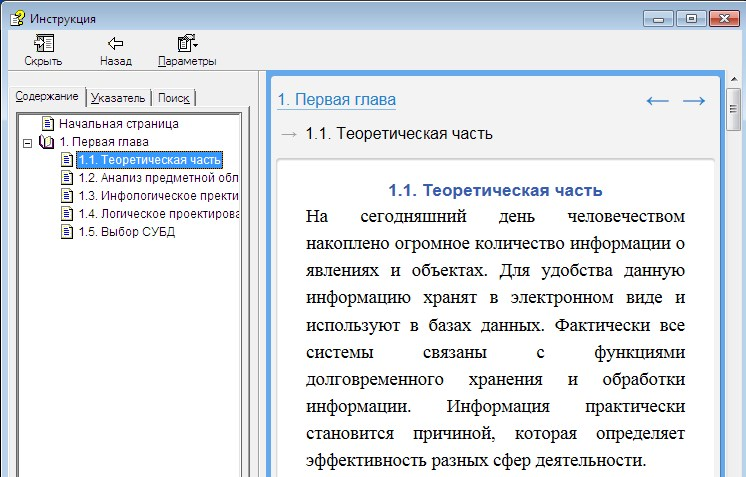 Инструкция
Скрыть
Назад
Параметры
Содержание
Указатель
Поиск
Начальная страница
1. Первая глава
1.1. Теоретическая часть
1.2. Анализ предметной обл
1.3. Инфологическое пректи
1.4. Логическое проектирова
1.5. Выбор СУБД
1. Первая глава
← →
→ 1.1. Теоретическая часть
1.1. Теоретическая часть
На сегодняшний день человечеством
накоплено огромное количество информации о
явлениях и объектах. Для удобства данную
информацию хранят в электронном виде и
используют в базах данных. Фактически все
системы связаны с функциями
долговременного хранения и обработки
информации. Информация практически
становится причиной, которая определяет
эффективность разных сфер деятельности.